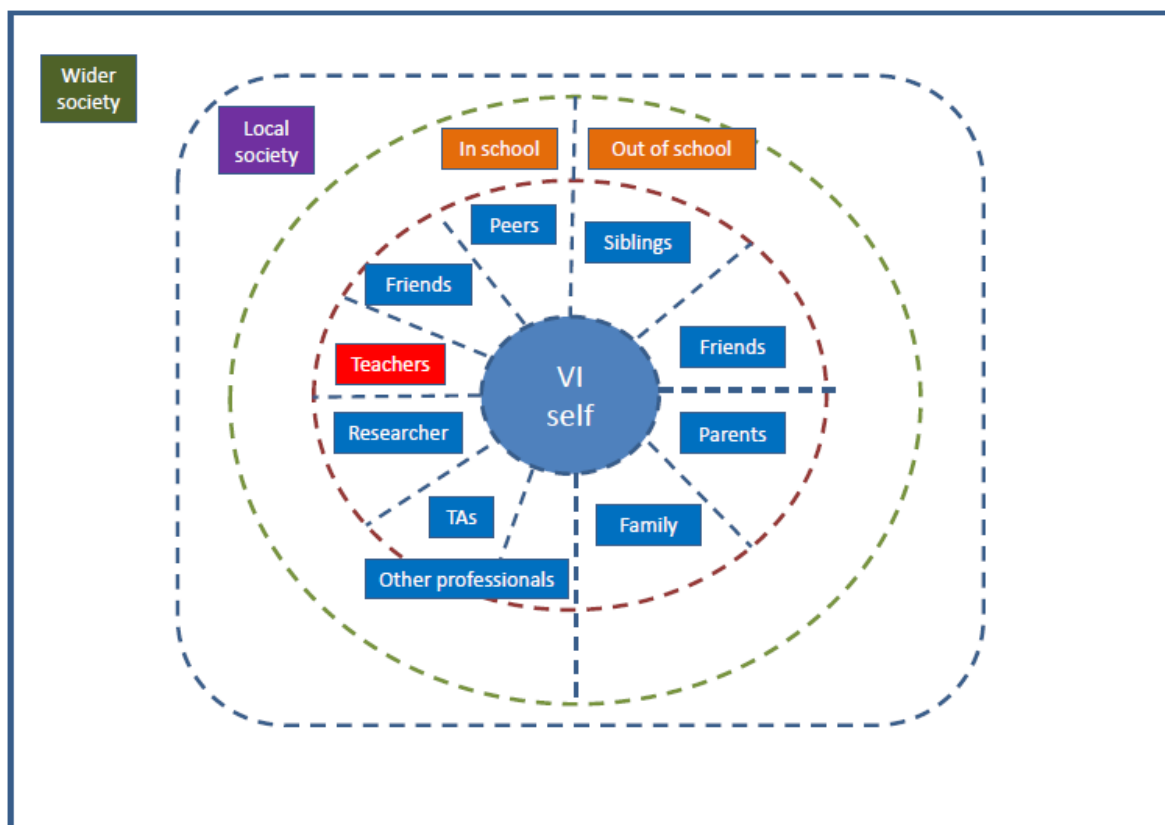 Wider
society
Local
society
In school
Out of school
Peers
Siblings
Friends
Teachers
Friends
VI
self
Researcher
Parents
TAs
Family
Other professionals